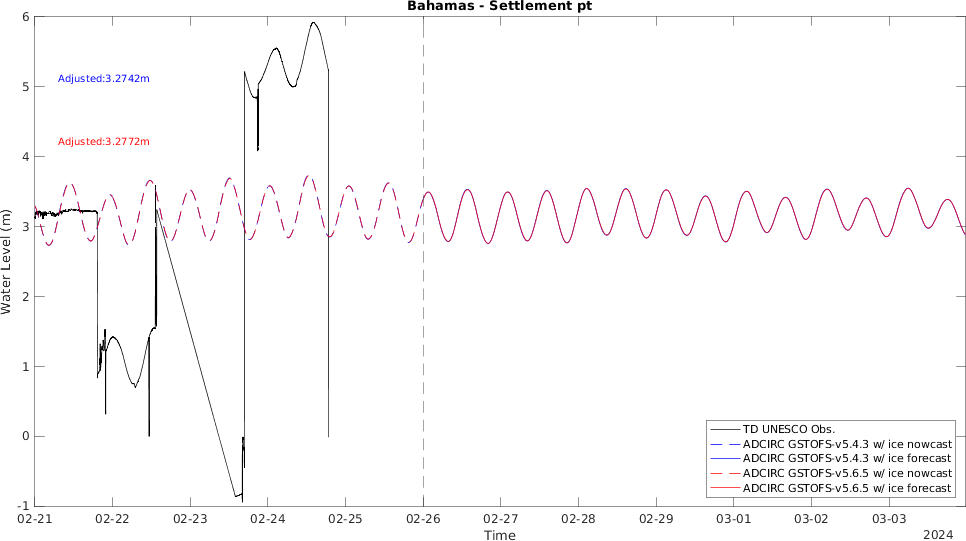 Bahamas - Settlement pt
Adjusted:3.2742m
Adjusted:3.2772m
Water Level (m)
6
5
4
3
2
1
0
-1
TD UNESCO Obs.
ADCIRC GSTOFS-v5.4.3 w/ ice nowcast
ADCIRC GSTOFS-v5.4.3 w/ ice forecast
ADCIRC GSTOFS-v5.6.5 w/ ice nowcast
ADCIRC GSTOFS-v5.6.5 w/ ice forecast
02-21 02-22 02-23 02-24 02-25 02-26 02-27 02-28 02-29 03-01 03-02 03-03
Time
2024